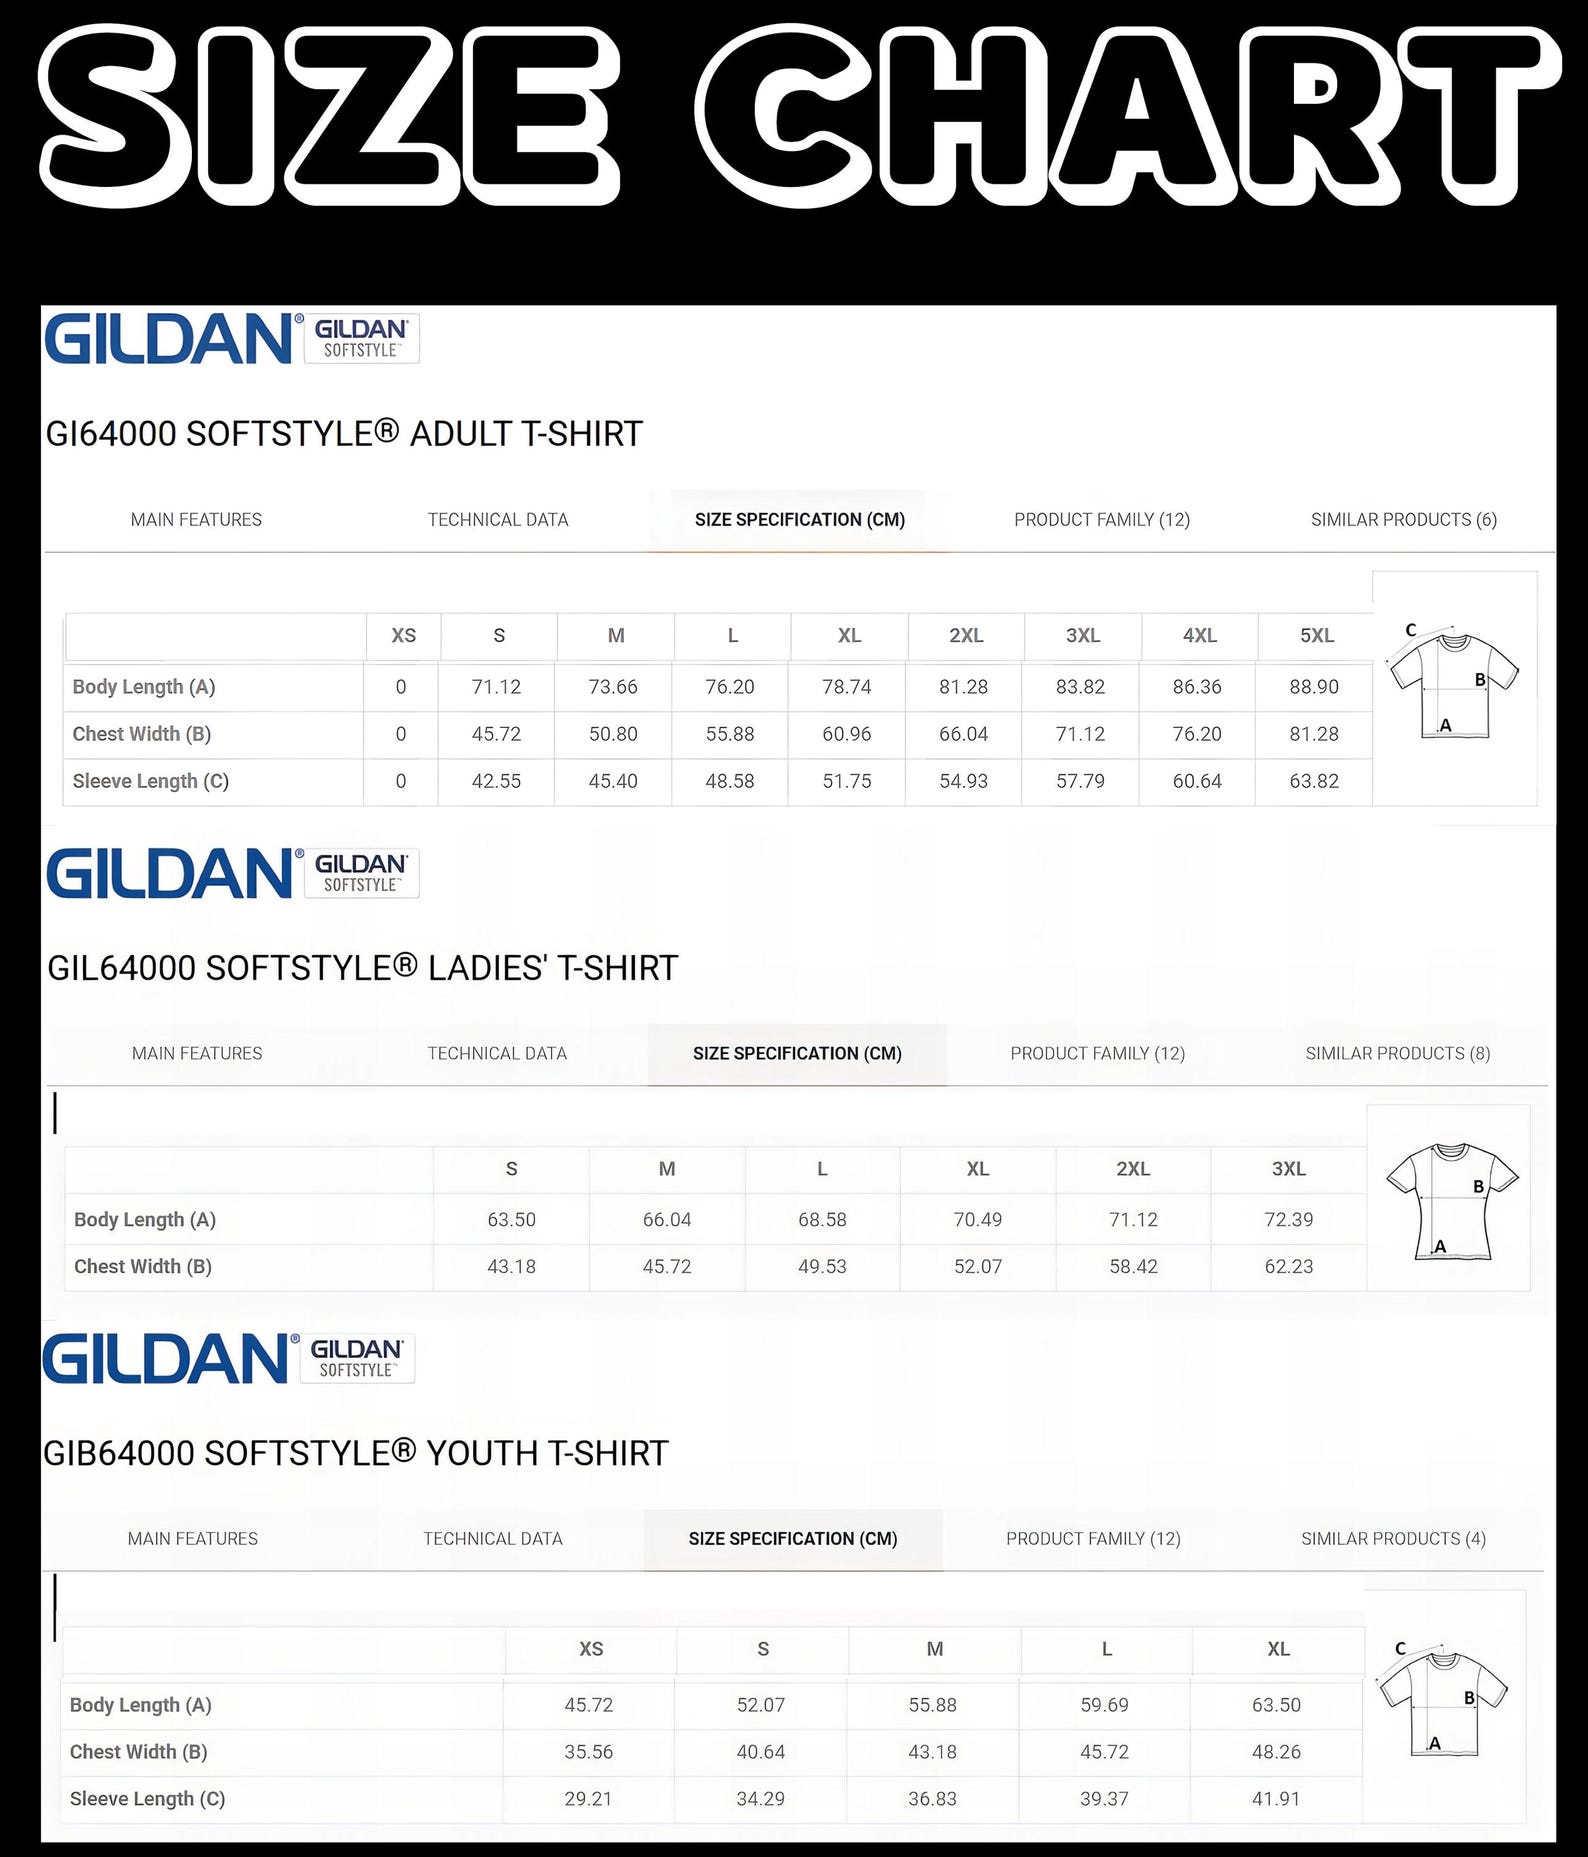 SIZE CHART
GILDAN® GILDAN® SOFTSTYLE™
GI64000 SOFTSTYLE® ADULT T-SHIRT
MAIN FEATURES TECHNICAL DATA SIZE SPECIFICATION (CM) PRODUCT FAMILY (12) SIMILAR PRODUCTS (6)
XS S M L XL 2XL 3XL 4XL 5XL
Body Length (A) 0 71.12 73.66 76.20 78.74 81.28 83.82 86.36 88.90
Chest Width (B) 0 45.72 50.80 55.88 60.96 66.04 71.12 76.20 81.28
Sleeve Length (C) 0 42.55 45.40 48.58 51.75 54.93 57.79 60.64 63.82
C
B
A
GILDAN® GILDAN® SOFTSTYLE™
GIL64000 SOFTSTYLE® LADIES' T-SHIRT
MAIN FEATURES TECHNICAL DATA SIZE SPECIFICATION (CM) PRODUCT FAMILY (12) SIMILAR PRODUCTS (8)
S M L XL 2XL 3XL
Body Length (A) 63.50 66.04 68.58 70.49 71.12 72.39
Chest Width (B) 43.18 45.72 49.53 52.07 58.42 62.23
B
A
GILDAN® GILDAN® SOFTSTYLE™
GIB64000 SOFTSTYLE® YOUTH T-SHIRT
MAIN FEATURES TECHNICAL DATA SIZE SPECIFICATION (CM) PRODUCT FAMILY (12) SIMILAR PRODUCTS (4)
XS S M L XL
Body Length (A) 45.72 52.07 55.88 59.69 63.50
Chest Width (B) 35.56 40.64 43.18 45.72 48.26
Sleeve Length (C) 29.21 34.29 36.83 39.37 41.91
C
B
A